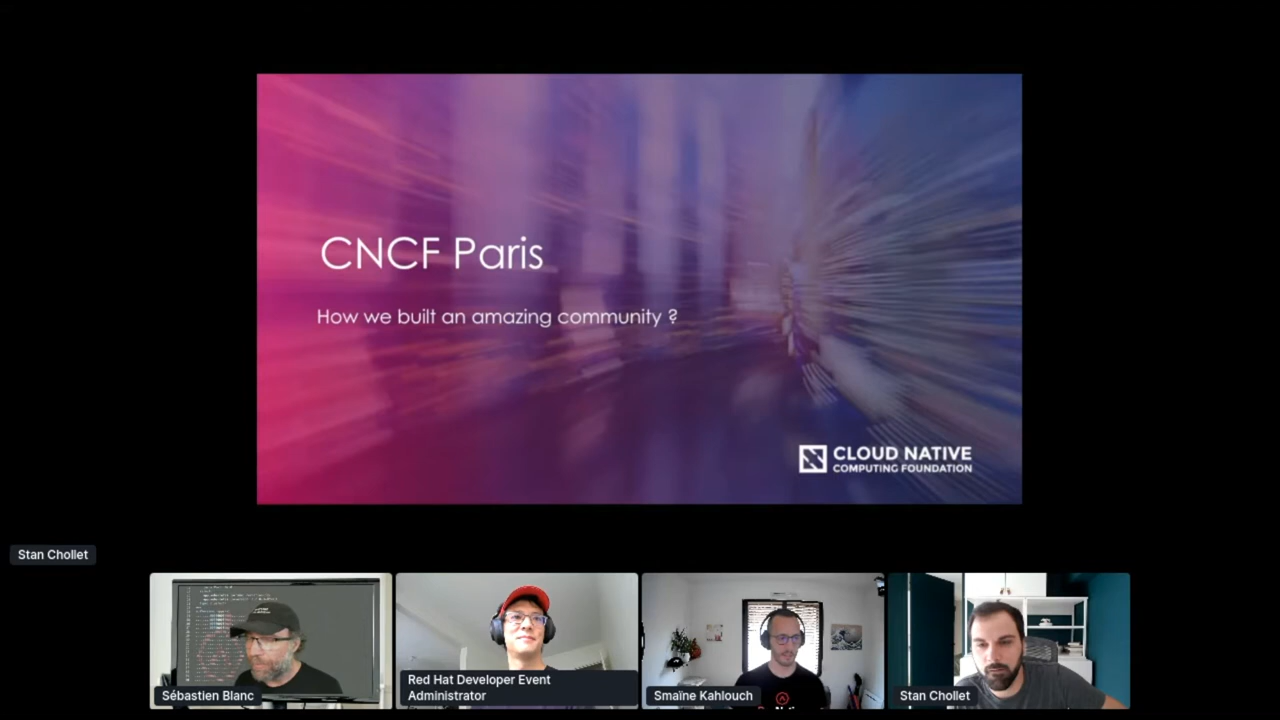 CNCF Paris
How we built an amazing community ?
CLOUD NATIVE
COMPUTING FOUNDATION
Stan Chollet
Sébastien Blanc
Red Hat Developer Event
Administrator
Smaïne Kahlouch
Stan Chollet